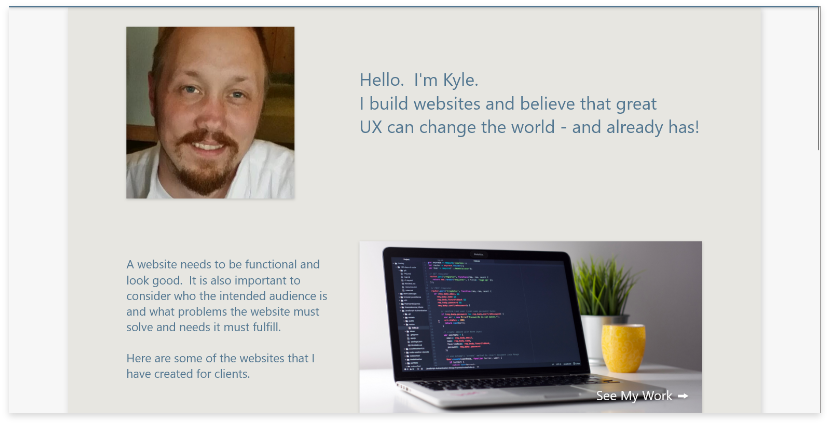 Hello.  I'm Kyle.
I build websites and believe that great
UX can change the world - and already has!
A website needs to be functional and
look good.  It is also important to
consider who the intended audience is
and what problems the website must
solve and needs it must fulfill.
Here are some of the websites that I
have created for clients.
See My Work ➡